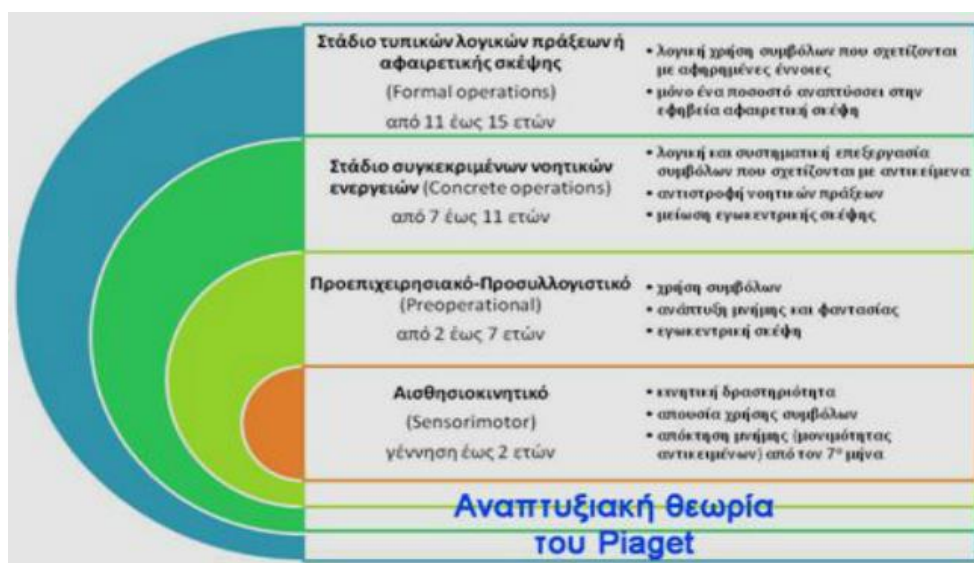 Στάδιο τυπικών λογικών πράξεων ή
αφαιρετικής σκέψης
(Formal operations)
από 11 έως 15 ετών
• λογική χρήση συμβόλων που σχετίζονται
με αφηρημένες έννοιες
• μόνο ένα ποσοστό αναπτύσσει στην
εφηβεία αφαιρετική σκέψη
Στάδιο συγκεκριμένων νοητικών
ενεργειών (Concrete operations)
από 7 έως 11 ετών
• λογική και συστηματική επεξεργασία
συμβόλων που σχετίζονται με αντικείμενα
• αντιστροφή νοητικών πράξεων
• μείωση εγωκεντρικής σκέψης
Προεπιχειρησιακό-Προσυλλογιστικό
(Preoperational)
από 2 έως 7 ετών
• χρήση συμβόλων
• ανάπτυξη μνήμης και φαντασίας
• εγωκεντρική σκέψη
Αισθησιοκινητικό
(Sensorimotor)
γέννηση έως 2 ετών
• κινητική δραστηριότητα
• απουσία χρήσης συμβόλων
• απόκτηση μνήμης (μονιμότητας
αντικειμένων) από τον 7º μήνα
Αναπτυξιακή θεωρία
του Piaget